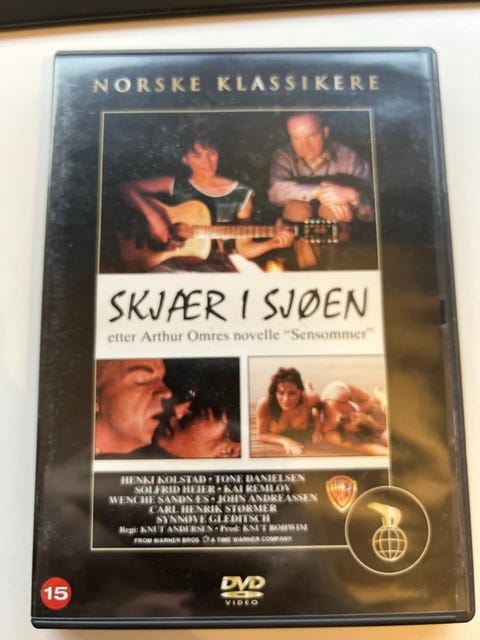 NORSKE KLASSIKERE
SKJÆR I SJØEN
etter Arthur Omres novelle "Sensommer"
HENKI KOLSTAD · TONE DANIELSEN
SOLFRID HEIER · KAI REMLOV
WENCHE SANDNÆS · JOHN ANDREASSEN
CARL HENRIK STØRMER
SYNNØVE GLEDITSCH
Regi: KNUT ANDERSEN · Prod: KNUT BOHWIM
FROM WARNER BROS. A TIME WARNER COMPANY
15
DVD
VIDEO